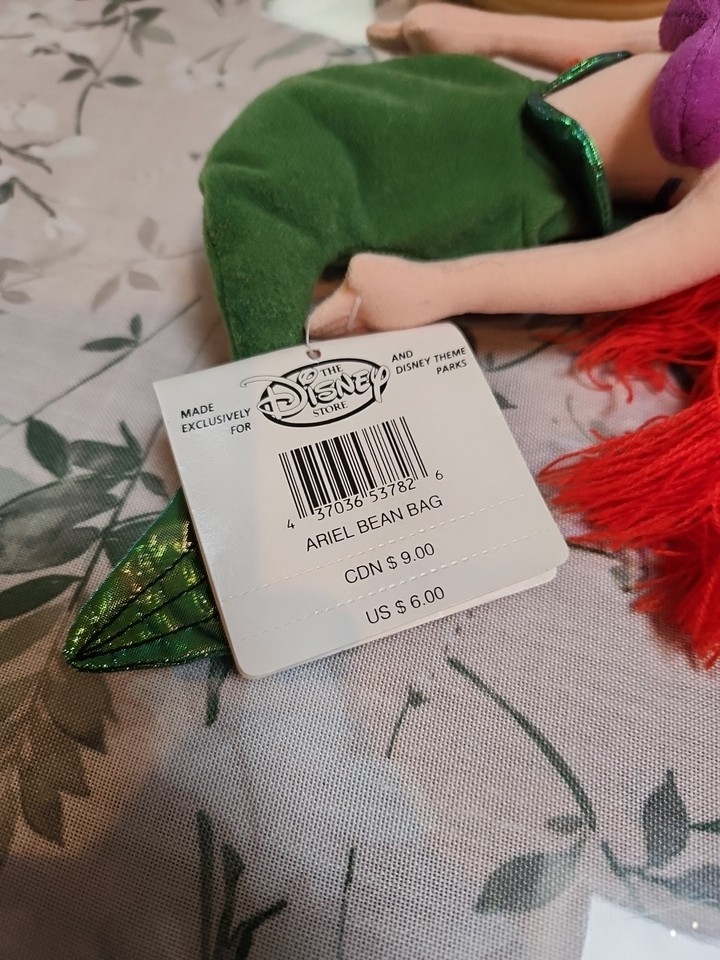 MADE
EXCLUSIVELY
FOR
THE
DISNEY
STORE
AND
DISNEY THEME
PARKS
4 37036 53782 6
ARIEL BEAN BAG
CDN $ 9.00
US $ 6.00